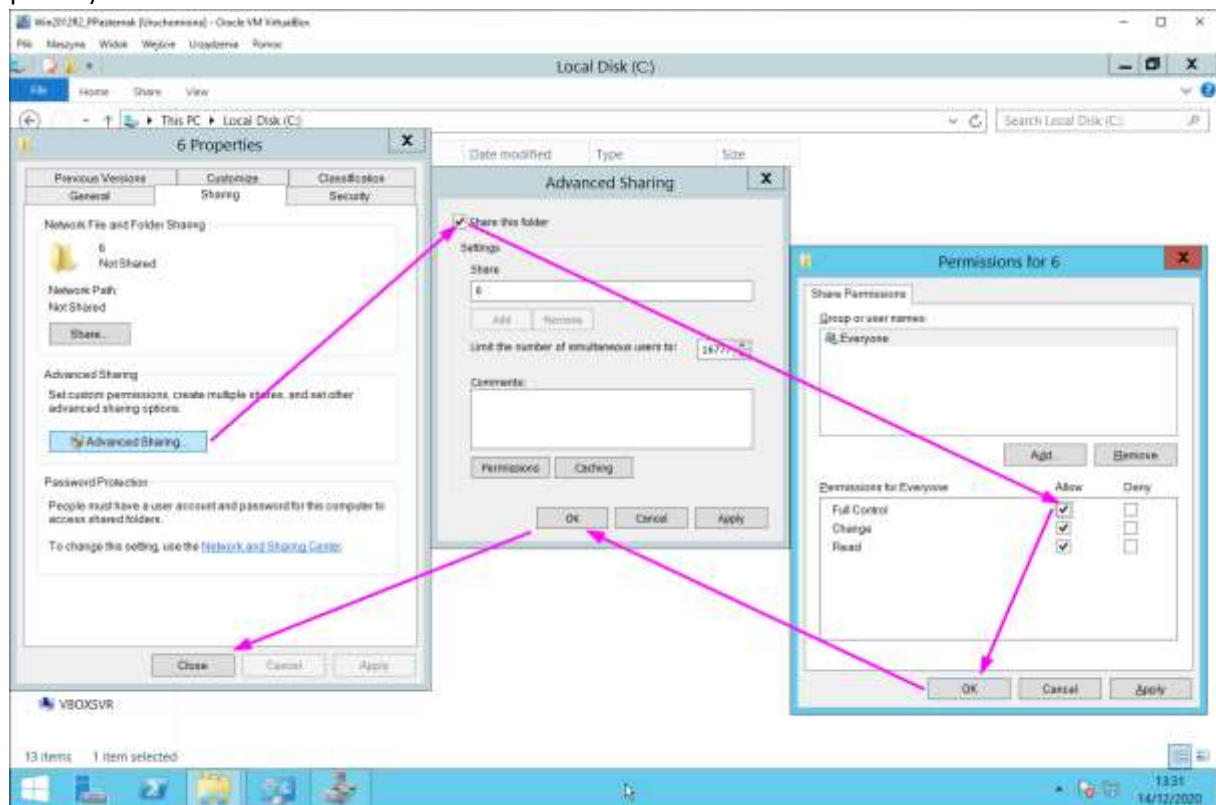 Win2012R2_PPasternak [Uruchomiona] - Oracle VM VirtualBox
Plik Maszyna Widok Wejście Urządzenia Pomoc
Local Disk (C:)
File Home Share View
This PC Local Disk (C:)
Search Local Disk (C:)
6 Properties
Date modified Type Size
Previous Versions Customize Classification
General Sharing Security
Network File and Folder Sharing
6
Not Shared
Network Path:
Not Shared
Share...
Advanced Sharing
Set custom permissions, create multiple shares, and set other
advanced sharing options.
Advanced Sharing...
Password Protection
People must have a user account and password for this computer to
access shared folders.
To change this setting, use the Network and Sharing Center.
Close Cancel Apply
Advanced Sharing
Share this folder
Settings
Share
6
Add Remove
Limit the number of simultaneous users to:
Comments:
Permissions Caching
OK Cancel Apply
Permissions for 6
Share Permissions
Group or user names:
Everyone
Add... Remove
Permissions for Everyone Allow Deny
Full Control
Change
Read
OK Cancel Apply
VBOXSVR
13 items 1 item selected
13:31
14/12/2020